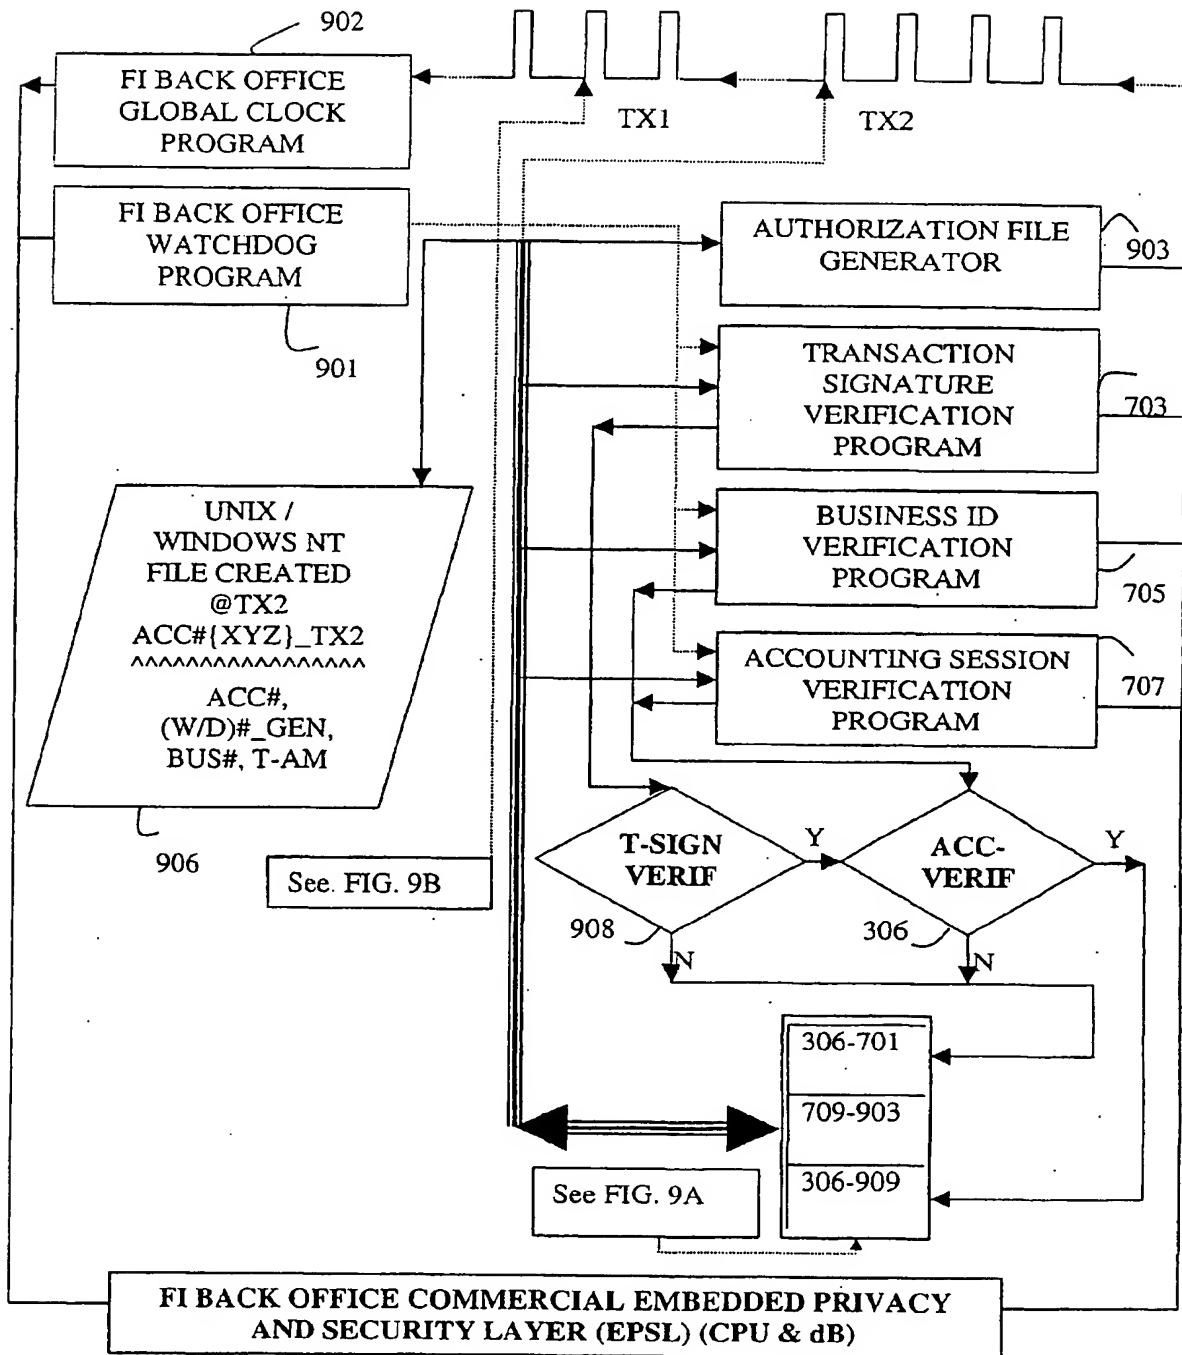 902
FI BACK OFFICE
GLOBAL CLOCK
PROGRAM
TX1
TX2
FI BACK OFFICE
WATCHDOG
PROGRAM
901
AUTHORIZATION FILE
GENERATOR
903
TRANSACTION
SIGNATURE
VERIFICATION
PROGRAM
703
UNIX /
WINDOWS NT
FILE CREATED
@TX2
ACC#{XYZ}_TX2
^^^^^^^^^^^^^^^^^
ACC#,
(W/D)#_GEN,
BUS#, T-AM
906
BUSINESS ID
VERIFICATION
PROGRAM
705
ACCOUNTING SESSION
VERIFICATION
PROGRAM
707
See. FIG. 9B
T-SIGN
VERIF
Y
908
N
ACC-
VERIF
Y
306
N
306-701
709-903
306-909
See FIG. 9A
FI BACK OFFICE COMMERCIAL EMBEDDED PRIVACY
AND SECURITY LAYER (EPSL) (CPU & dB)